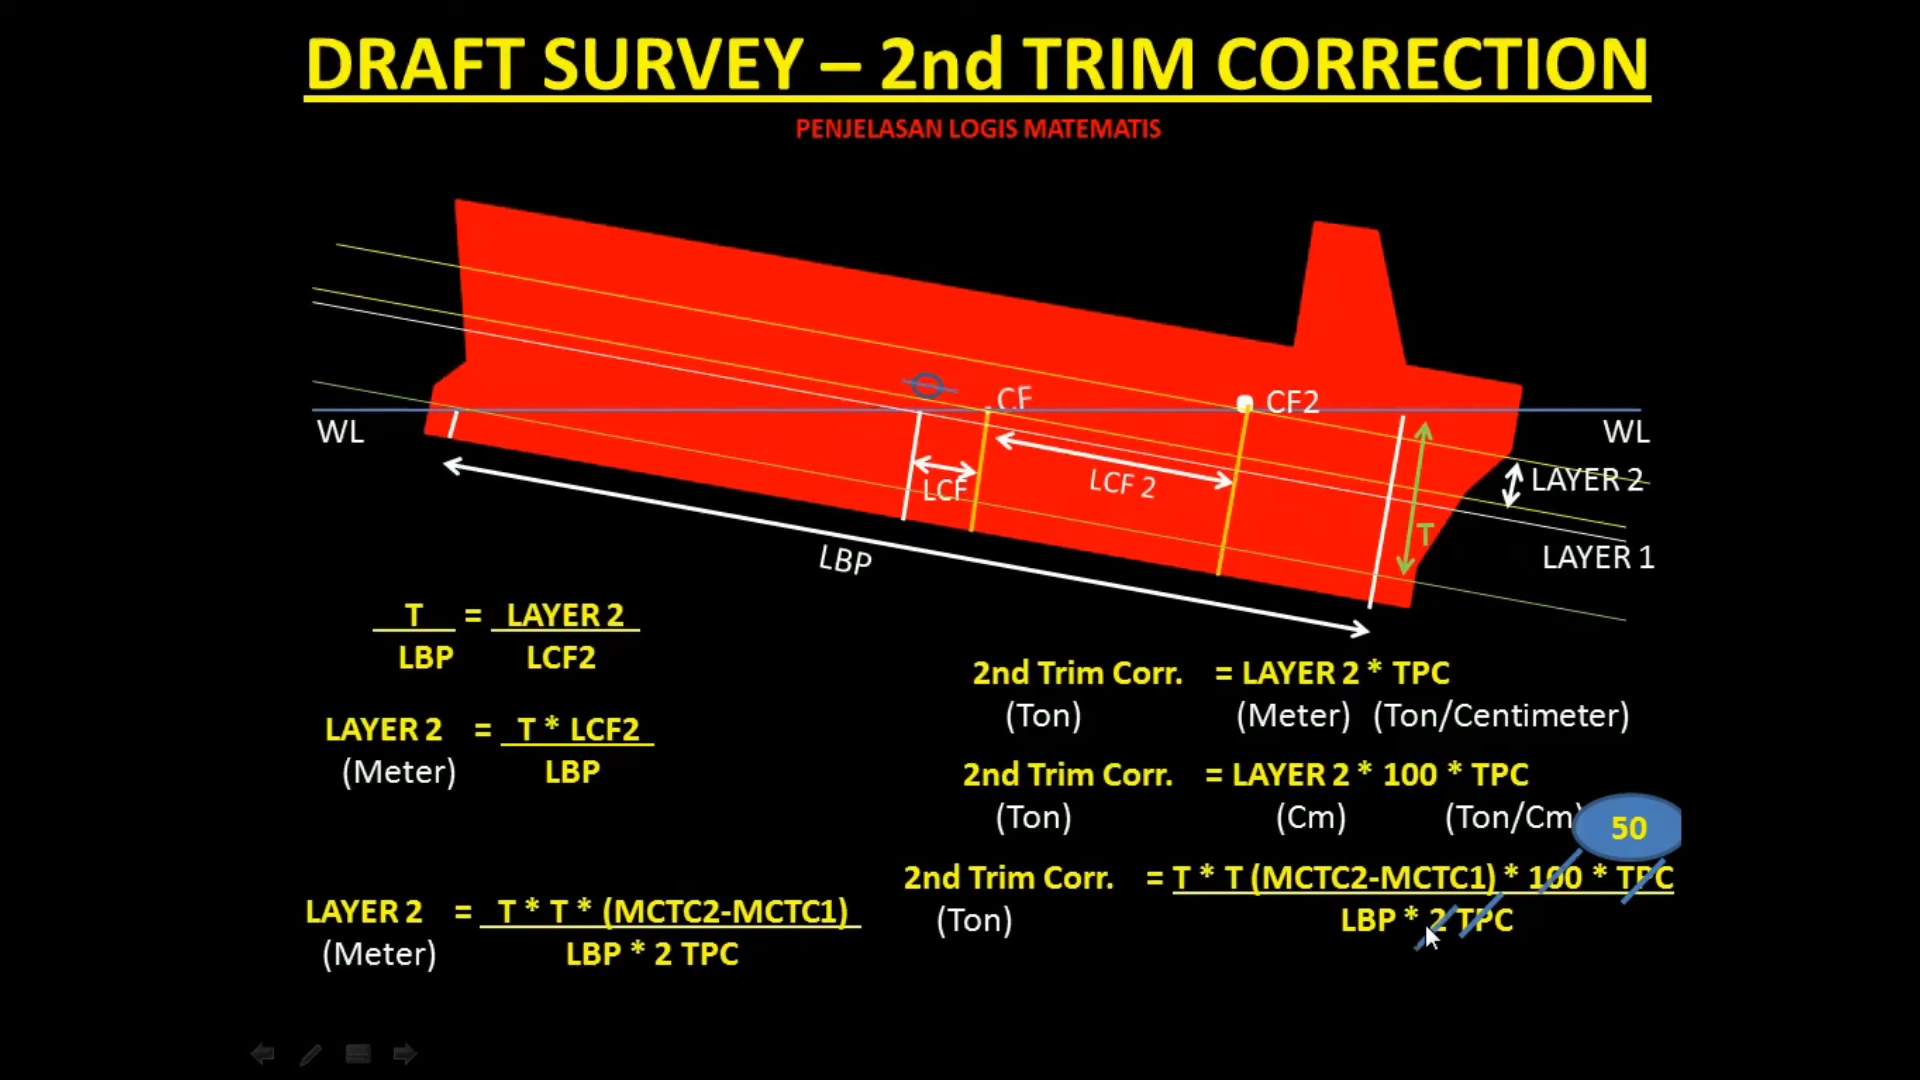 DRAFT SURVEY – 2nd TRIM CORRECTION
PENJELASAN LOGIS MATEMATIS
CF
CF2
WL
WL
LCF
LCF 2
LAYER 2
T
LAYER 1
LBP
T = LAYER 2
LBP LCF2
LAYER 2 = T * LCF2
(Meter) LBP
LAYER 2 = T * T * (MCTC2-MCTC1)
(Meter) LBP * 2 TPC
2nd Trim Corr. = LAYER 2 * TPC
(Ton) (Meter) (Ton/Centimeter)
2nd Trim Corr. = LAYER 2 * 100 * TPC
(Ton) (Cm) (Ton/Cm)
50
2nd Trim Corr. = T * T (MCTC2-MCTC1) * 100 * TPC
(Ton) LBP * 2 TPC